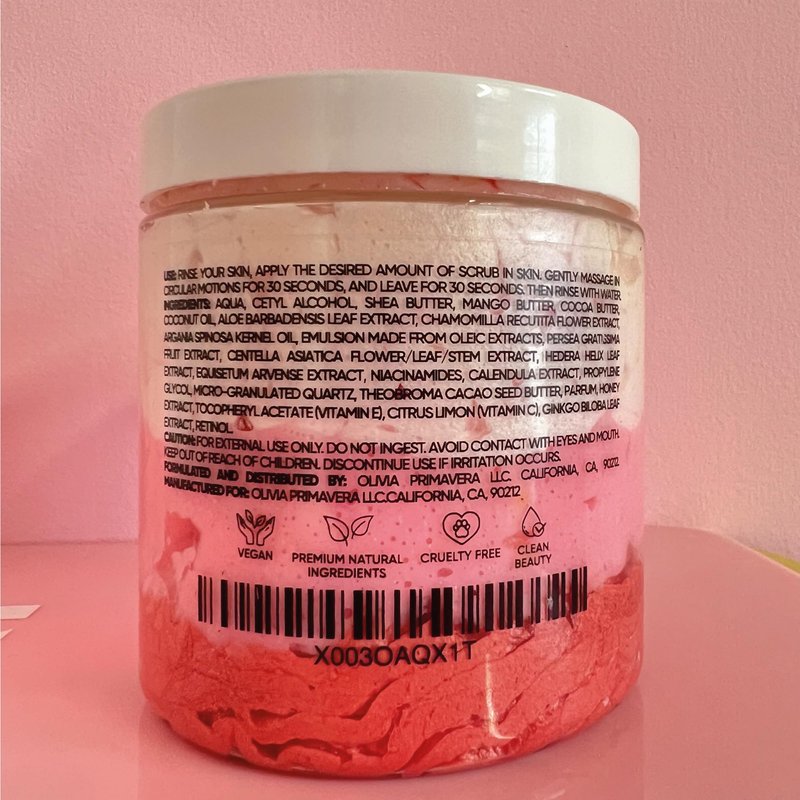 USE: RINSE YOUR SKIN, APPLY THE DESIRED AMOUNT OF SCRUB IN SKIN. GENTLY MASSAGE IN
CIRCULAR MOTIONS FOR 30 SECONDS, AND LEAVE FOR 30 SECONDS. THEN RINSE WITH WATER.
INGREDIENTS: AQUA, CETYL ALCOHOL, SHEA BUTTER, MANGO BUTTER, COCOA BUTTER,
COCONUT OIL, ALOE BARBADENSIS LEAF EXTRACT, CHAMOMILLA RECUTITA FLOWER EXTRACT,
ARGANIA SPINOSA KERNEL OIL, EMULSION MADE FROM OLEIC EXTRACTS, PERSEA GRATISSIMA
FRUIT EXTRACT, CENTELLA ASIATICA FLOWER/LEAF/STEM EXTRACT, HEDERA HELIX LEAF
EXTRACT, EQUISETUM ARVENSE EXTRACT, NIACINAMIDES, CALENDULA EXTRACT, PROPYLENE
GLYCOL, MICRO-GRANULATED QUARTZ, THEOBROMA CACAO SEED BUTTER, PARFUM, HONEY
EXTRACT, TOCOPHERYL ACETATE (VITAMIN E), CITRUS LIMON (VITAMIN C), GINKGO BILOBA LEAF
EXTRACT, RETINOL.
CAUTION: FOR EXTERNAL USE ONLY. DO NOT INGEST. AVOID CONTACT WITH EYES AND MOUTH.
KEEP OUT OF REACH OF CHILDREN. DISCONTINUE USE IF IRRITATION OCCURS.
FORMULATED AND DISTRIBUTED BY: OLIVIA PRIMAVERA LLC. CALIFORNIA, CA, 90212.
MANUFACTURED FOR: OLIVIA PRIMAVERA LLC.CALIFORNIA, CA, 90212
VEGAN
PREMIUM NATURAL
INGREDIENTS
CRUELTY FREE
CLEAN
BEAUTY
X003OAQX1T